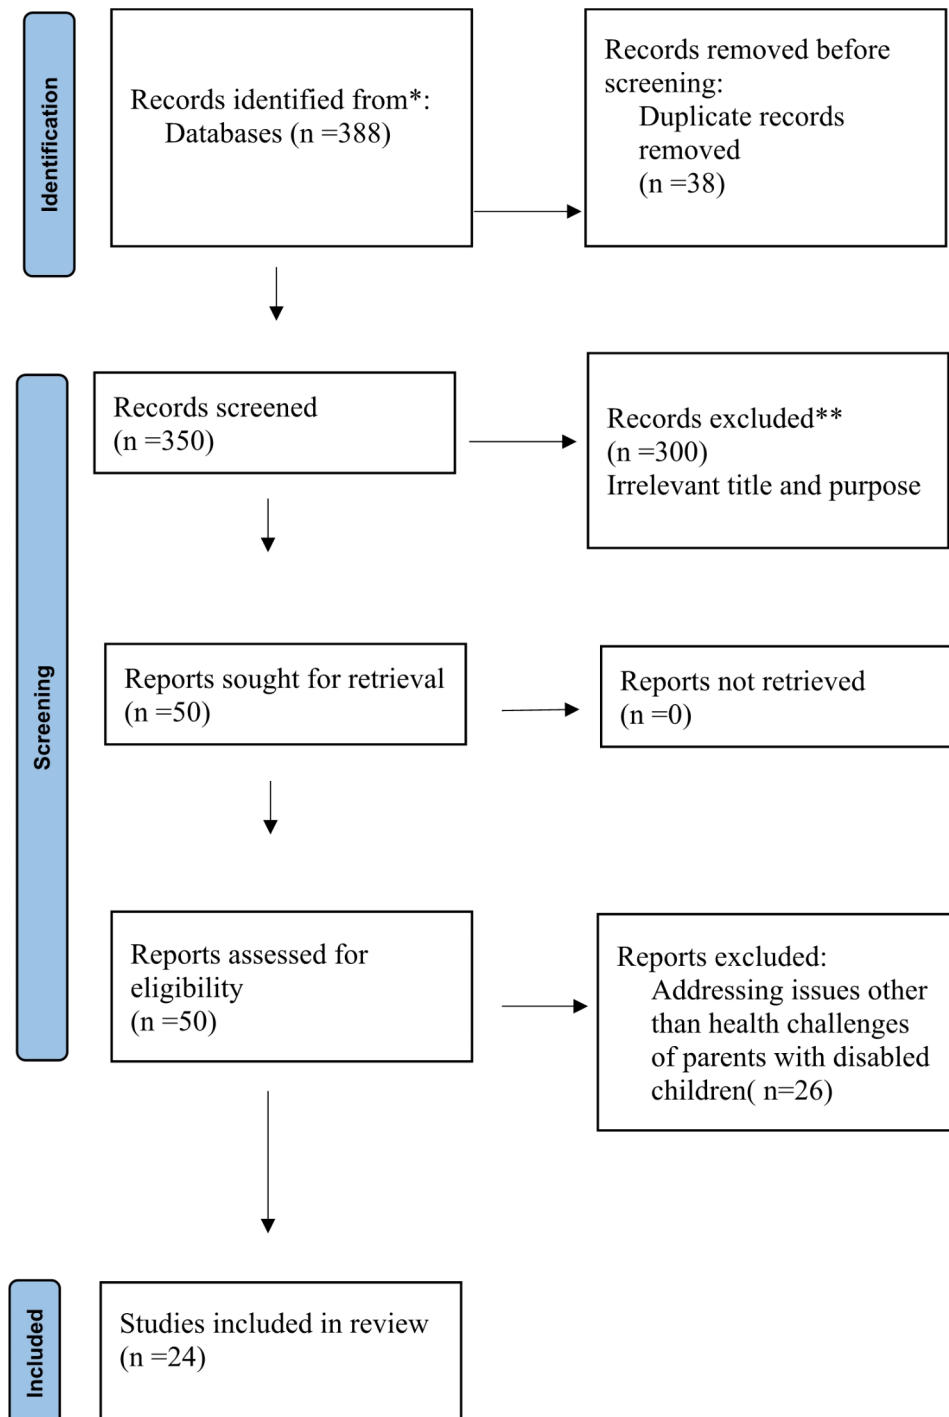 Identification
Records identified from*:
Databases (n =388)
Records removed before
screening:
Duplicate records
removed
(n =38)
Screening
Records screened
(n =350)
Records excluded**
(n =300)
Irrelevant title and purpose
Reports sought for retrieval
(n =50)
Reports not retrieved
(n =0)
Reports assessed for
eligibility
(n =50)
Reports excluded:
Addressing issues other
than health challenges
of parents with disabled
children( n=26)
Included
Studies included in review
(n =24)